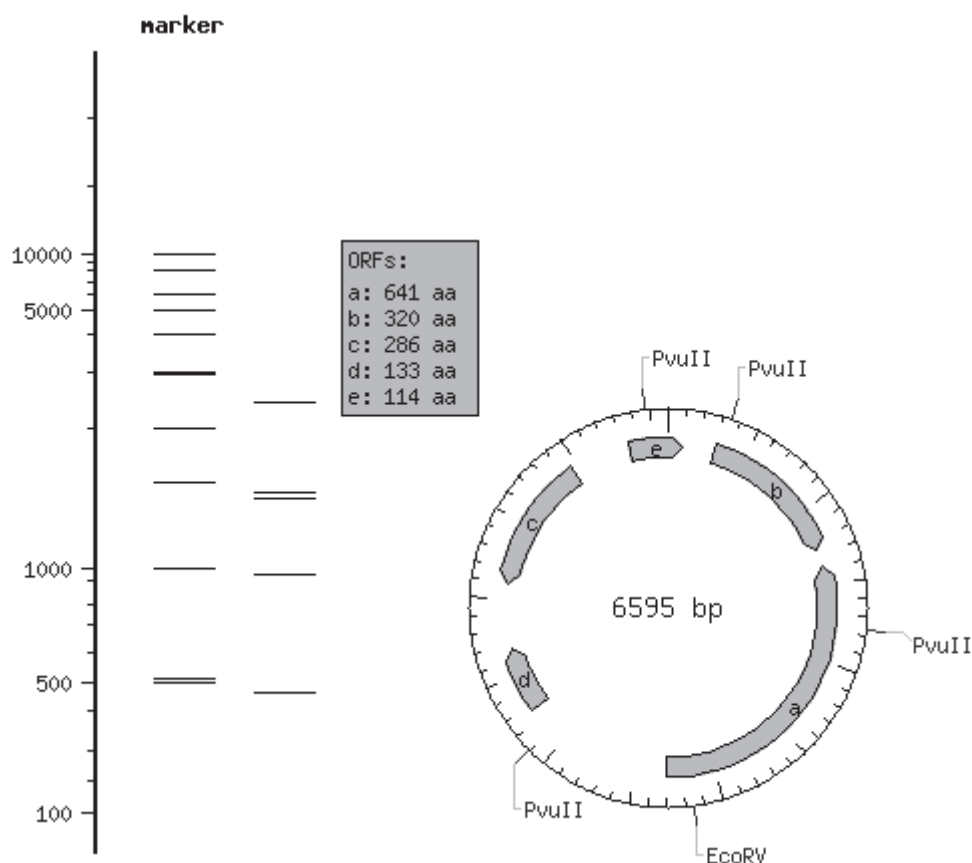 marker
10000
5000
1000
500
100
ORFs:
a: 641 aa
b: 320 aa
c: 286 aa
d: 133 aa
e: 114 aa
PvuII
PvuII
e
b
c
6595 bp
PvuII
d
a
PvuII
EcoRV